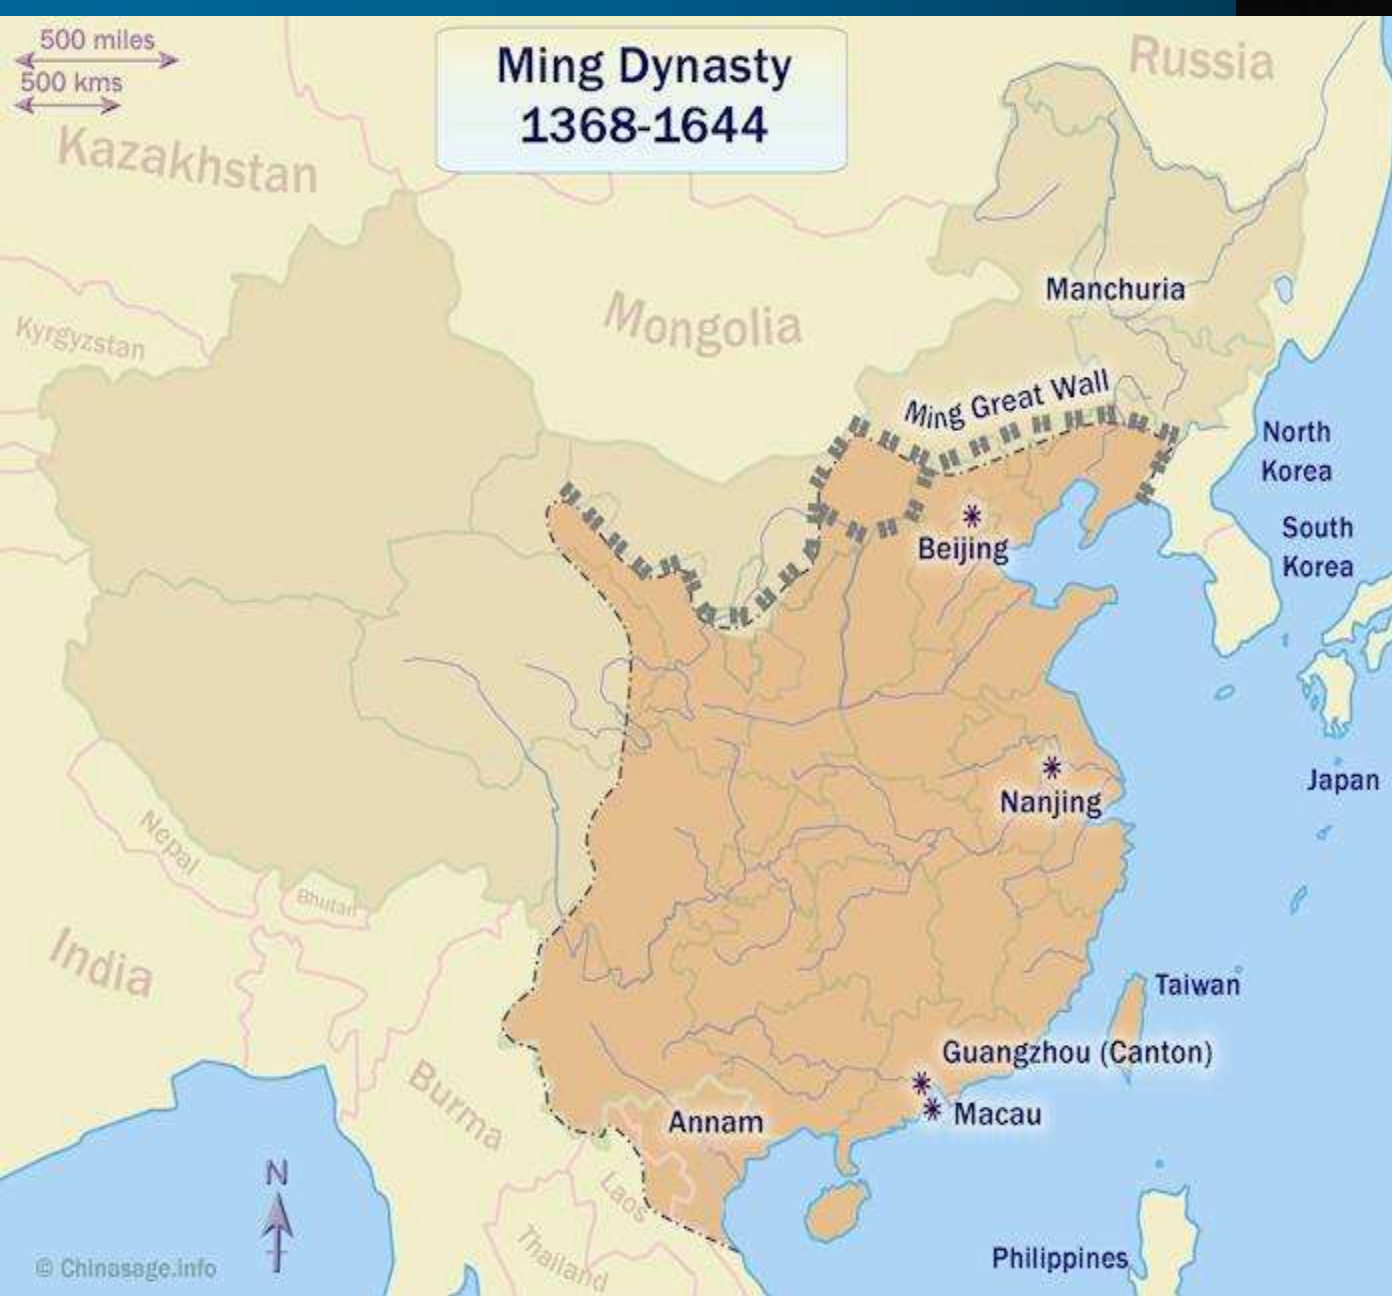 500 miles
500 kms
Ming Dynasty
1368-1644
Russia
Kazakhstan
Manchuria
Mongolia
Kyrgyzstan
Ming Great Wall
North
Korea
South
Korea
Beijing
Japan
Nanjing
Nepal
Bhutan
India
Taiwan
Guangzhou (Canton)
Burma
Macau
Annam
N
Laos
Thailand
Philippines
© Chinasage.info